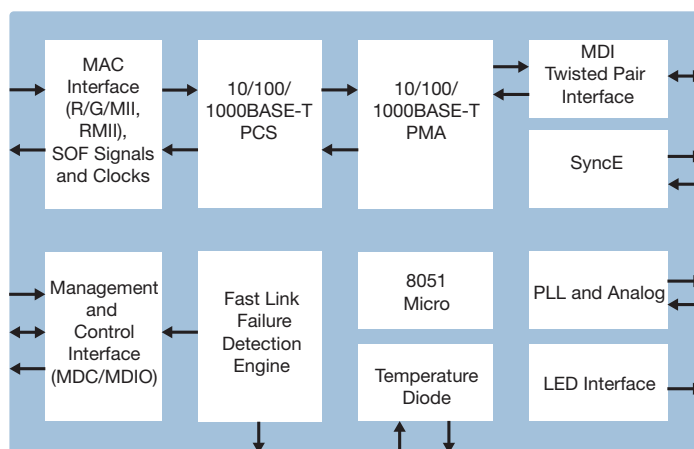 MAC
Interface
(R/G/MII,
RMII),
SOF Signals
and Clocks
10/100/
1000BASE-T
PCS
10/100/
1000BASE-T
PMA
MDI
Twisted Pair
Interface
SyncE
Management
and
Control
Interface
(MDC/MDIO)
Fast Link
Failure
Detection
Engine
8051
Micro
PLL and Analog
Temperature
Diode
LED Interface